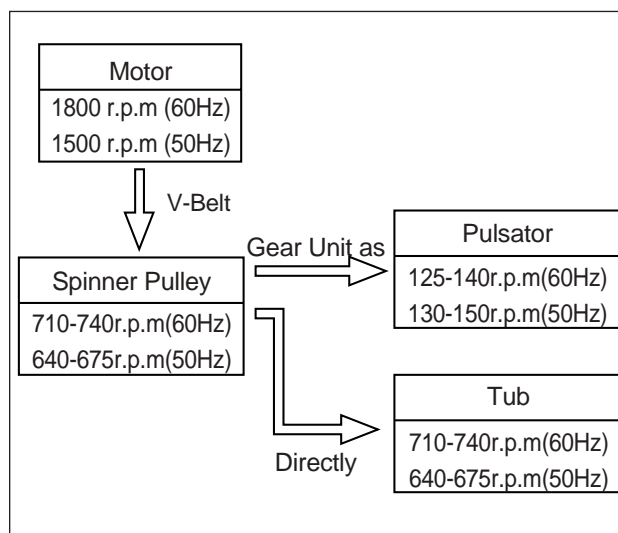 Motor
1800 r.p.m (60Hz)
1500 r.p.m (50Hz)
V-Belt
Spinner Pulley
710-740r.p.m(60Hz)
640-675r.p.m(50Hz)
Gear Unit as
Pulsator
125-140r.p.m(60Hz)
130-150r.p.m(50Hz)
Directly
Tub
710-740r.p.m(60Hz)
640-675r.p.m(50Hz)